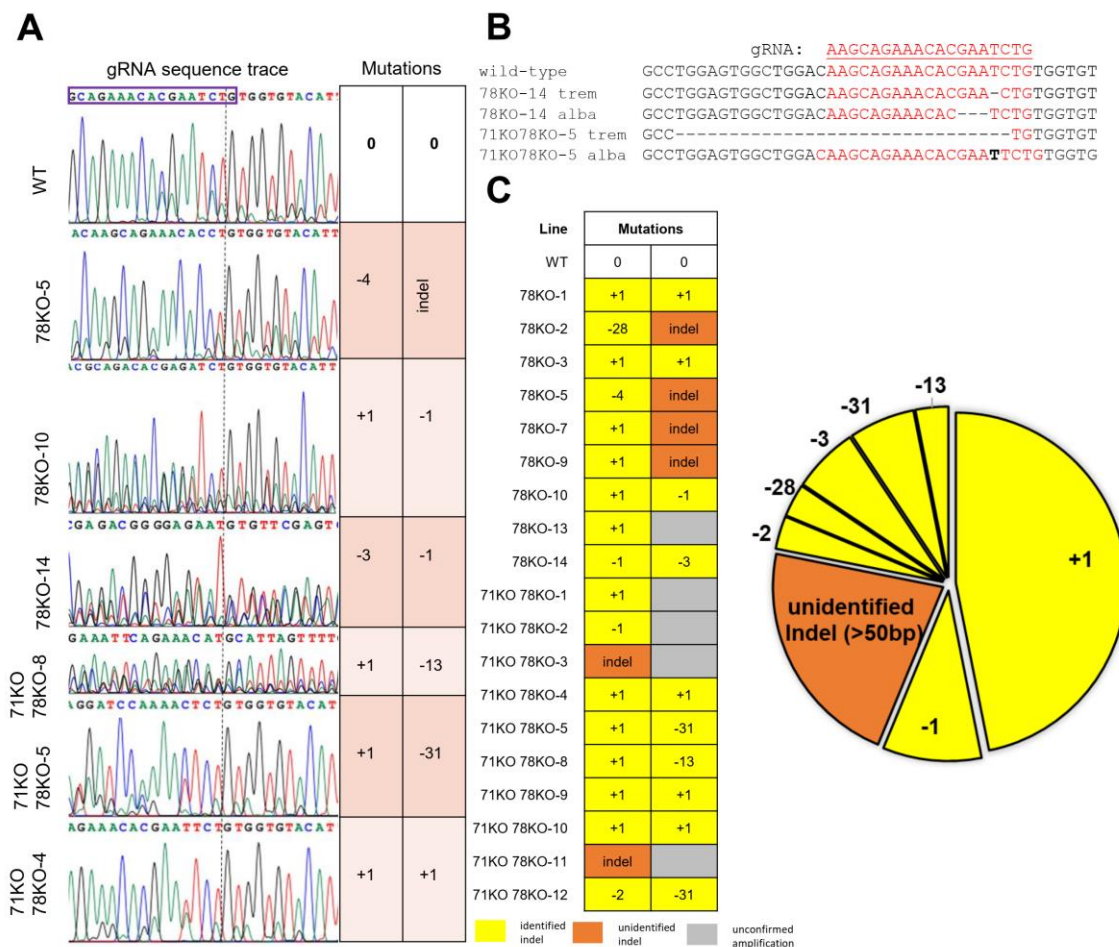 A
gRNA sequence trace
Mutations
GCAGAAACACGAATCTGTGGTGTACAT
WT
0 0
ACAAGCAGAAACACCTGTGGTGTACATT
78KO-5
-4 indel
ACGCAGACACGAGATCTGTGGTGTACATT
78KO-10
+1 -1
CGAGACGGGGAGAATGTGTTCGAGT
78KO-14
-3 -1
GAAATTCAGAAACATGCATTAGTTTT
71KO
78KO-8
+1 -13
AGGATCCAAAACTCTGTGGTGTACAT
71KO
78KO-5
+1 -31
AGAAACACGAATTCTGTGGTGTACAT
71KO
78KO-4
+1 +1
B
gRNA: AAGCAGAAACACGAATCTG
wild-type GCCTGGAGTGGCTGGACAAGCAGAAACACGAATCTGTGGTGT
78KO-14 trem GCCTGGAGTGGCTGGACAAGCAGAAACACGAA-CTGTGGTGT
78KO-14 alba GCCTGGAGTGGCTGGACAAGCAGAAACAC---TCTGTGGTGT
71KO78KO-5 trem GCC-------------------------------TGTGGTGT
71KO78KO-5 alba GCCTGGAGTGGCTGGACAAGCAGAAACACGAATTCTGTGGTG
C
Line Mutations
WT 0 0
78KO-1 +1 +1
78KO-2 -28 indel
78KO-3 +1 +1
78KO-5 -4 indel
78KO-7 +1 indel
78KO-9 +1 indel
78KO-10 +1 -1
78KO-13 +1
78KO-14 -1 -3
71KO 78KO-1 +1
71KO 78KO-2 -1
71KO 78KO-3 indel
71KO 78KO-4 +1 +1
71KO 78KO-5 +1 -31
71KO 78KO-8 +1 -13
71KO 78KO-9 +1 +1
71KO 78KO-10 +1 +1
71KO 78KO-11 indel
71KO 78KO-12 -2 -31
identified indel
unidentified indel
unconfirmed amplification
-13
-31
-3
-28
-2
+1
unidentified
Indel (>50bp)
-1